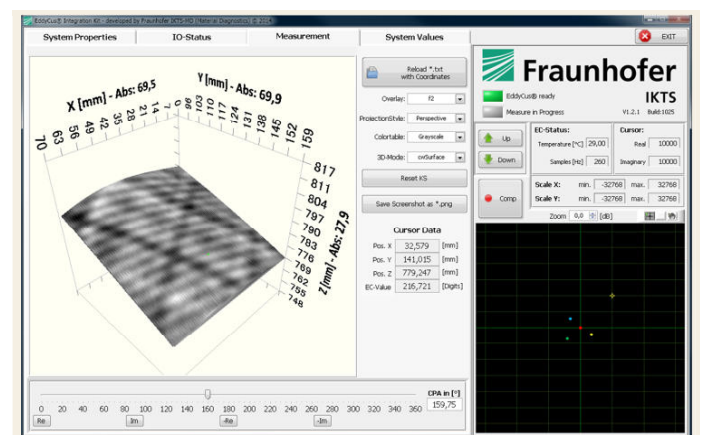 EddyCus® Integration Kit - developed by Fraunhofer IKTS-MD (Material Diagnostics) © 2014
System Properties IO-Status Measurement System Values EXIT
X [mm] - Abs: 69,5
Y [mm] - Abs: 69,9
70 63 56 49 42 35 28 21 14 7 0
96 103 110 117 124 131 138 145 152 159
817
811
804
797
790
783
776
769
762
755
748
Z [mm] - Abs: 27,9
Reload *.txt
with Coordinates
Overlay: f2
ProjectionStyle: Perspective
Colortable: Grayscale
3D-Mode: cwSurface
Reset KS
Save Screenshot as *.png
Cursor Data
Pos. X 32,579 [mm]
Pos. Y 141,015 [mm]
Pos. Z 779,247 [mm]
EC-Value 216,721 [Digits]
CPA in [°]
159,75
0 20 40 60 80 100 120 140 160 180 200 220 240 260 280 300 320 340 360
Re Im -Re -Im
Fraunhofer
IKTS
EddyCus® ready
Measure in Progress V1.2.1 Build:1025
Up
Down
EC-Status:
Temperature [°C] 29,00
Samples [Hz] 260
Cursor:
Real 10000
Imaginary 10000
Comp
Scale X: min. -32768 max. 32768
Scale Y: min. -32768 max. 32768
Zoom 0,0 [dB]